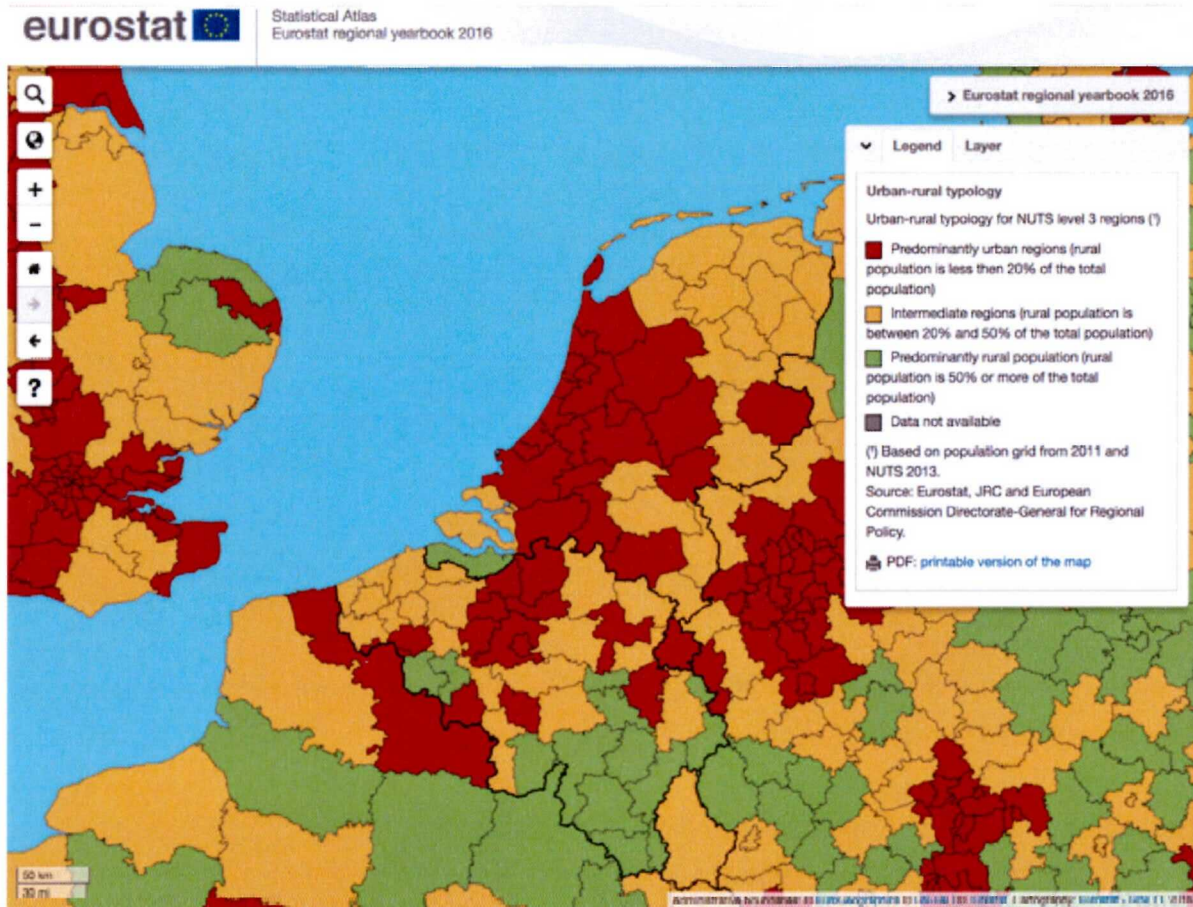 eurostat
Statistical Atlas
Eurostat regional yearbook 2016
> Eurostat regional yearbook 2016
Legend Layer
Urban-rural typology
Urban-rural typology for NUTS level 3 regions (¹)
Predominantly urban regions (rural
population is less then 20% of the total
population)
Intermediate regions (rural population is
between 20% and 50% of the total population)
Predominantly rural population (rural
population is 50% or more of the total
population)
Data not available
(¹) Based on population grid from 2011 and
NUTS 2013.
Source: Eurostat, JRC and European
Commission Directorate-General for Regional
Policy.
PDF: printable version of the map
+
−
?
50 km
30 mi
Administrative boundaries: ©
Cartography: